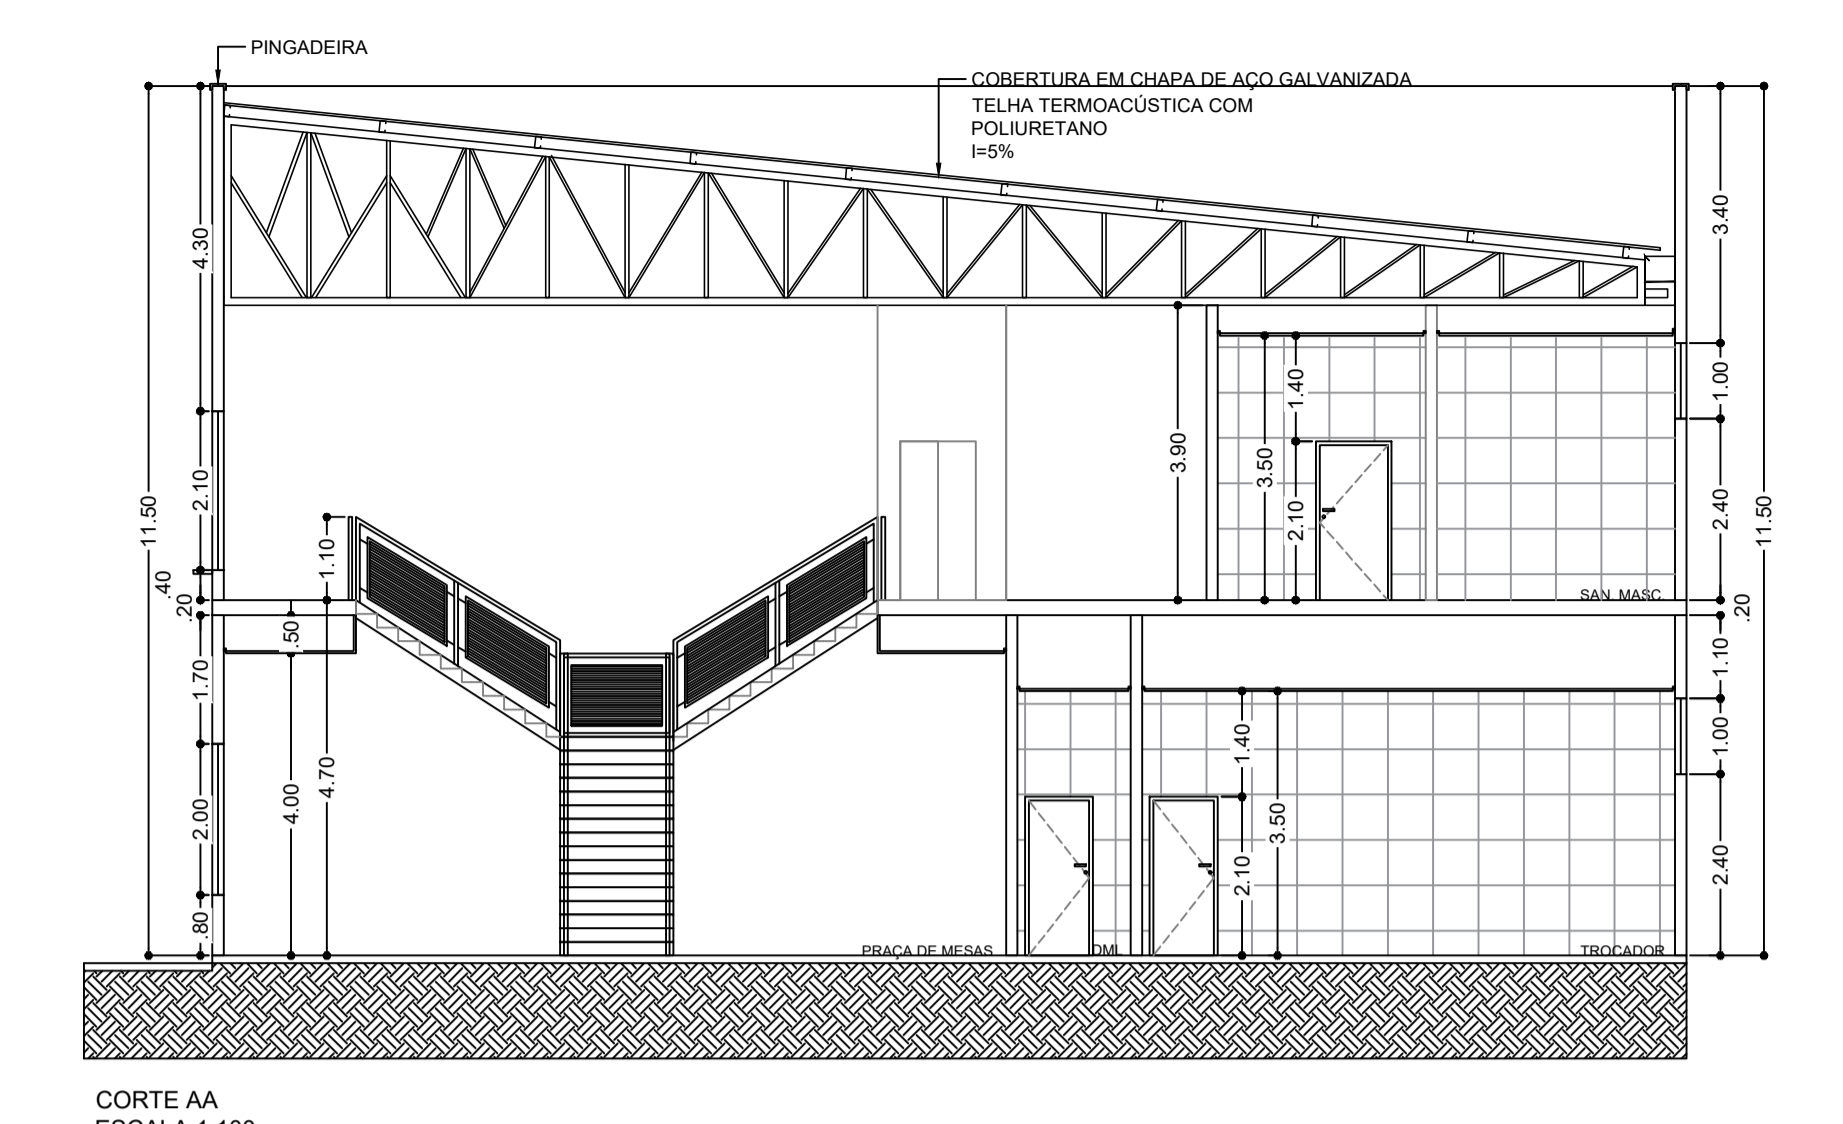 PINGADEIRA
COBERTURA EM CHAPA DE AÇO GALVANIZADA
TELHA TERMOACÚSTICA COM
POLIURETANO
I=5%
11.50
4.30
2.10
.40
.20
1.70
2.00
.80
1.10
.50
4.00
4.70
3.90
3.50
1.40
2.10
SAN. MASC.
3.40
1.00
2.40
11.50
.20
1.10
1.00
2.40
1.40
2.10
3.50
PRAÇA DE MESAS
DML
TROCADOR
CORTE AA
ESCALA 1:100